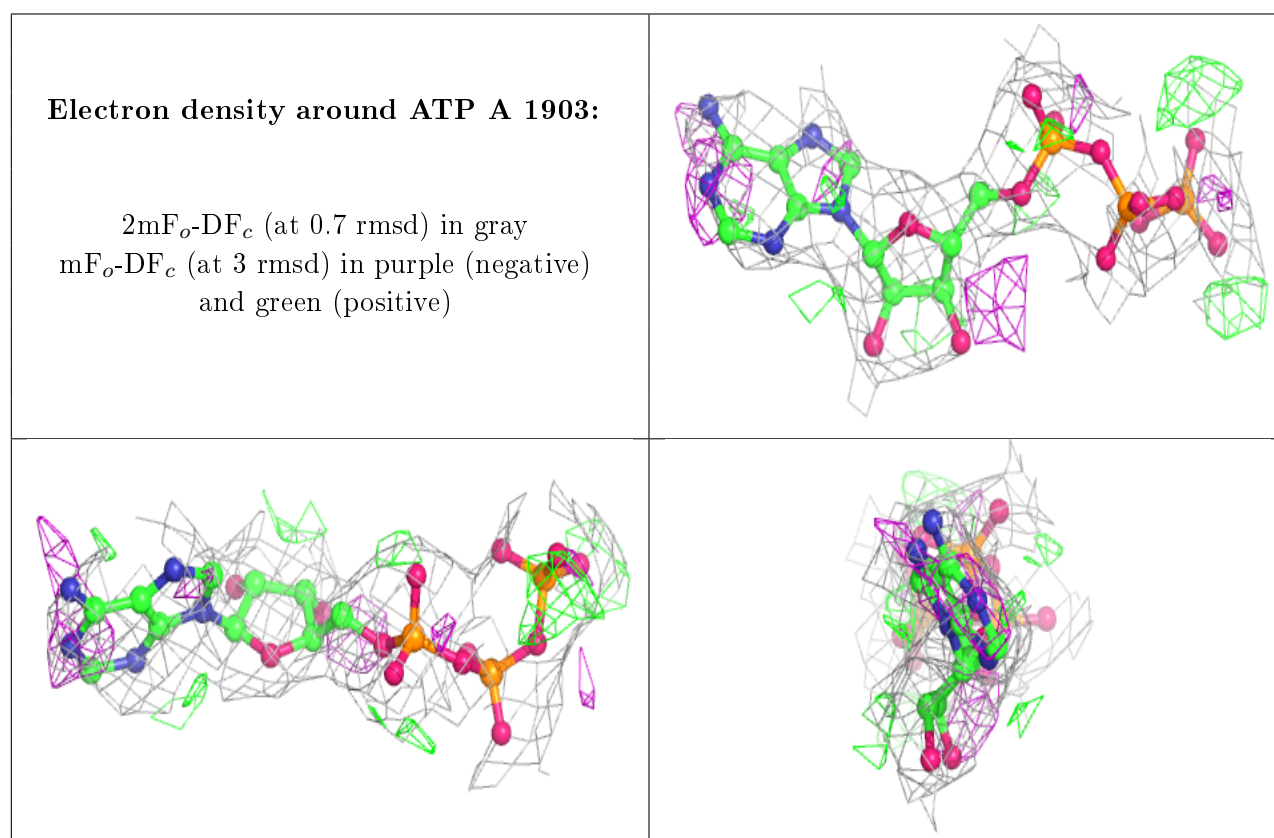 Electron density around ATP A 1903:
2mFo-DFc (at 0.7 rmsd) in gray
mFo-DFc (at 3 rmsd) in purple (negative)
and green (positive)